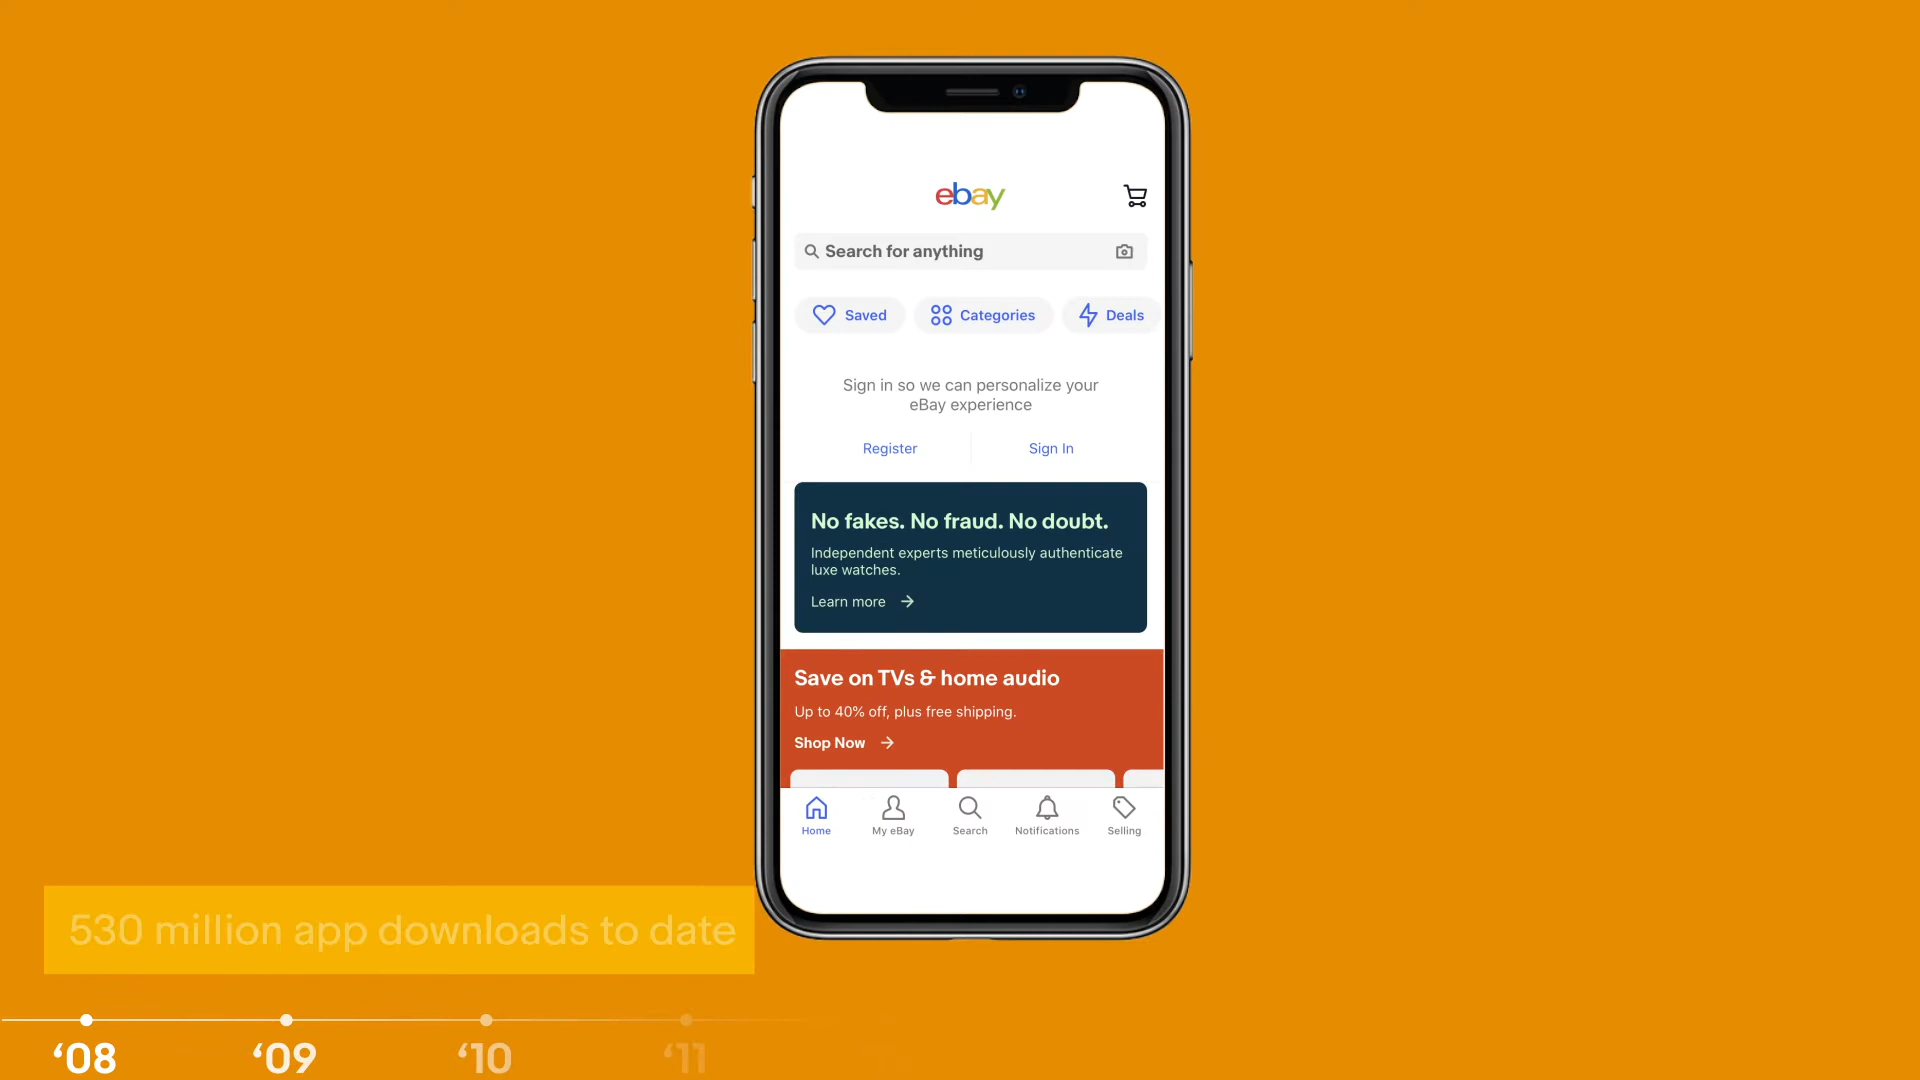 ebay
Search for anything
Saved
Categories
Deals
Sign in so we can personalize your
eBay experience
Register
Sign In
No fakes. No fraud. No doubt.
Independent experts meticulously authenticate
luxe watches.
Learn more
Save on TVs & home audio
Up to 40% off, plus free shipping.
Shop Now
Home
My eBay
Search
Notifications
Selling
530 million app downloads to date
‘08
‘09
‘10
‘11